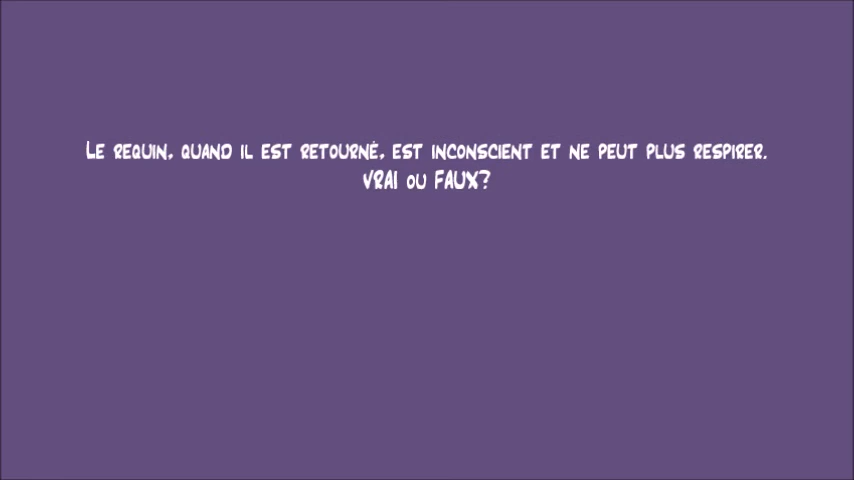 Le requin, quand il est retourné, est inconscient et ne peut plus respirer.
VRAI ou FAUX?